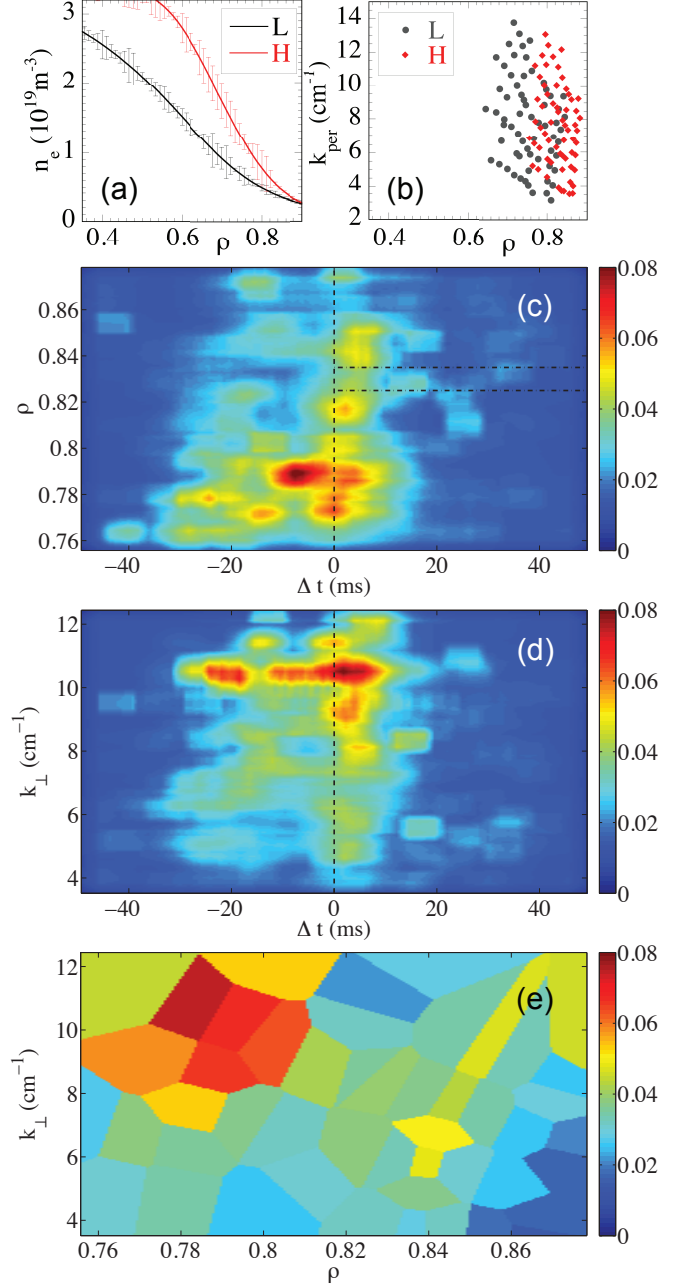 3
L
H
n_e (10^19 m^-3)
2
1
0
(a)
0.4 0.6 0.8
ρ
14
L
H
12
10
k_per (cm^-1)
8
6
4
2
(b)
0.4 0.6 0.8
ρ
(c)
0.86
0.84
ρ
0.82
0.8
0.78
0.76
−40 −20 0 20 40
Δ t (ms)
0.08
0.06
0.04
0.02
0
(d)
12
10
k_⊥ (cm^−1)
8
6
4
−40 −20 0 20 40
Δ t (ms)
0.08
0.06
0.04
0.02
0
(e)
12
10
k_⊥ (cm^−1)
8
6
4
0.76 0.78 0.8 0.82 0.84 0.86
ρ
0.08
0.06
0.04
0.02
0